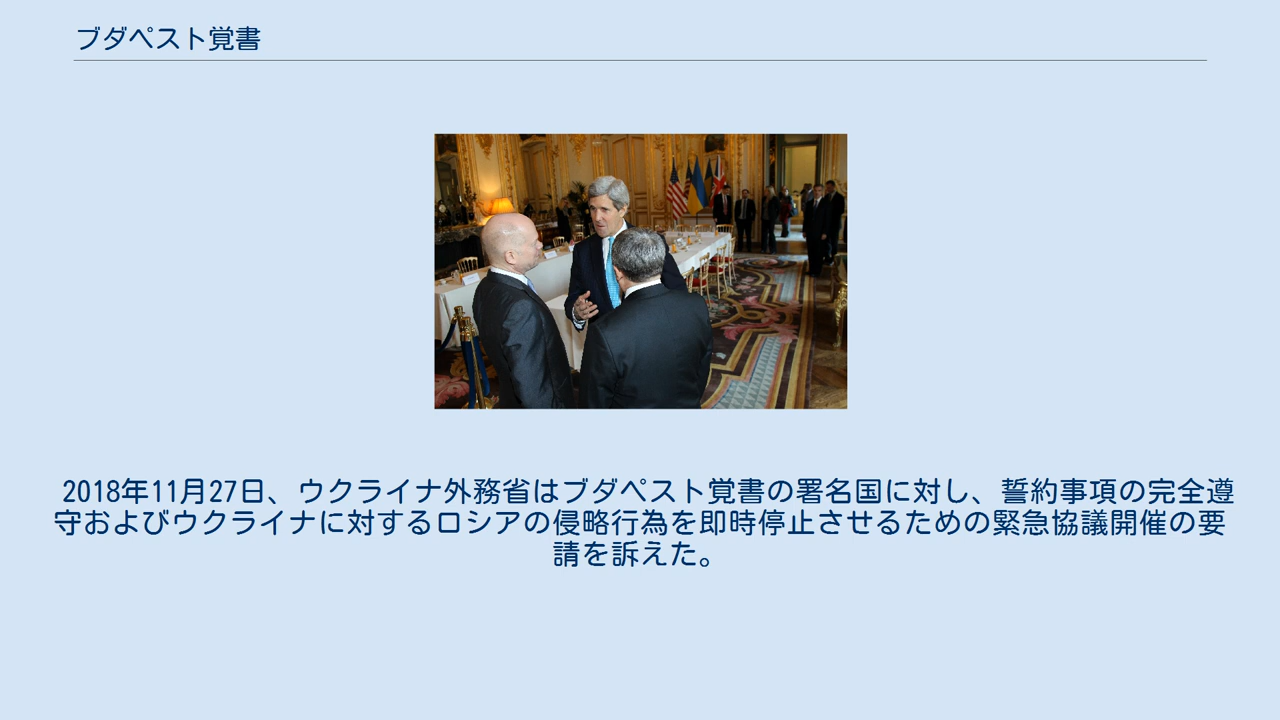 ブダペスト覚書
2018年11月27日、ウクライナ外務省はブダペスト覚書の署名国に対し、誓約事項の完全遵
守およびウクライナに対するロシアの侵略行為を即時停止させるための緊急協議開催の要
請を訴えた。